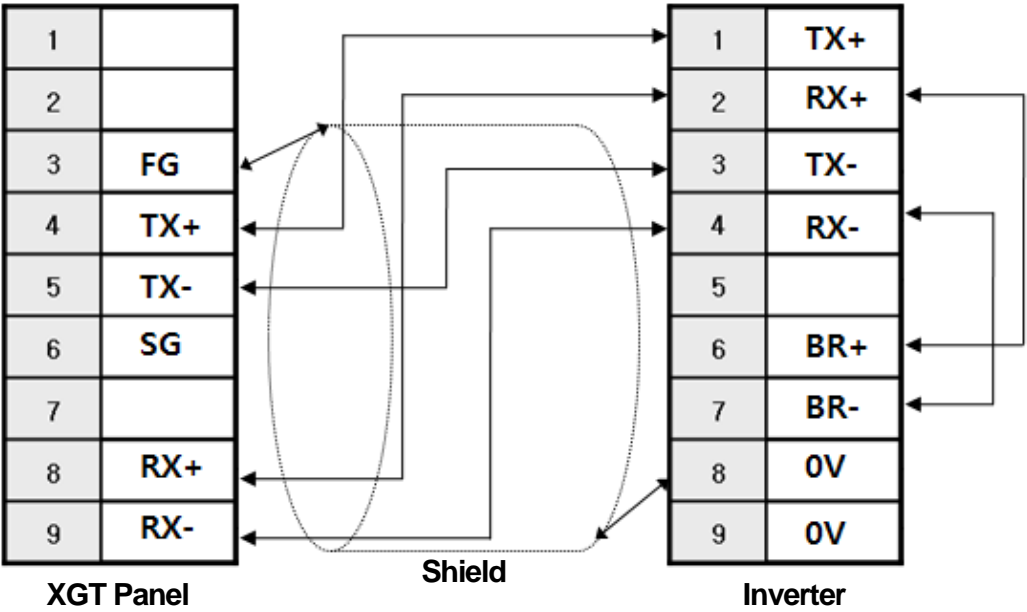 1
2
3 FG
4 TX+
5 TX-
6 SG
7
8 RX+
9 RX-
XGT Panel
Shield
1 TX+
2 RX+
3 TX-
4 RX-
5
6 BR+
7 BR-
8 0V
9 0V
Inverter